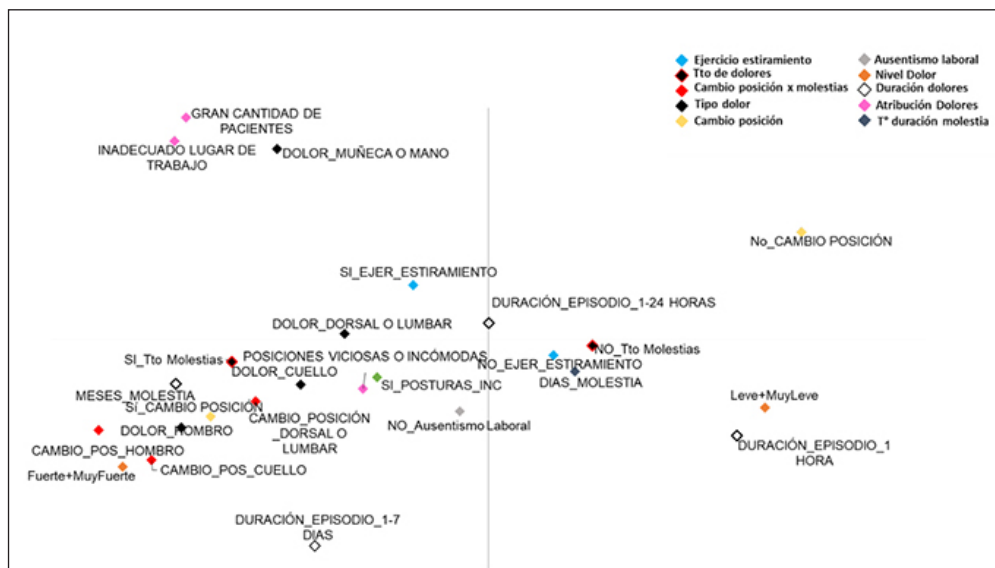 Ejercicio estiramiento
Tto de dolores
Cambio posición x molestias
Tipo dolor
Cambio posición
Ausentismo laboral
Nivel Dolor
Duración dolores
Atribución Dolores
T° duración molestia
GRAN CANTIDAD DE
PACIENTES
INADECUADO LUGAR DE
TRABAJO
DOLOR_MUÑECA O MANO
No_CAMBIO POSICIÓN
SI_EJER_ESTIRAMIENTO
DURACIÓN_EPISODIO_1-24 HORAS
DOLOR_DORSAL O LUMBAR
SI_Tto Molestias
POSICIONES VICIOSAS O INCÓMODAS
NO_Tto Molestias
NO_EJER_ESTIRAMIENTO
DOLOR_CUELLO
SI_POSTURAS_INC
DIAS_MOLESTIA
MESES_MOLESTIA
Leve+MuyLeve
Sí_CAMBIO POSICIÓN
CAMBIO_POSICIÓN
_DORSAL O
LUMBAR
NO_Ausentismo Laboral
DOLOR_HOMBRO
DURACIÓN_EPISODIO_1
HORA
CAMBIO_POS_HOMBRO
CAMBIO_POS_CUELLO
Fuerte+MuyFuerte
DURACIÓN_EPISODIO_1-7
DIAS